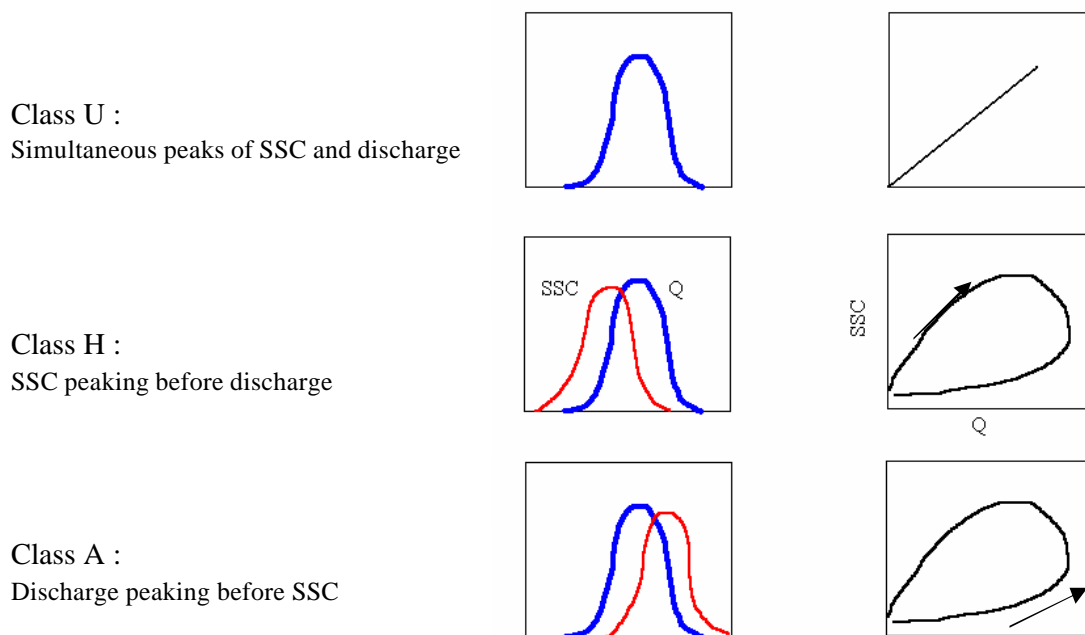 Class U :
Simultaneous peaks of SSC and discharge
Class H :
SSC peaking before discharge
SSC
Q
SSC
Q
Class A :
Discharge peaking before SSC